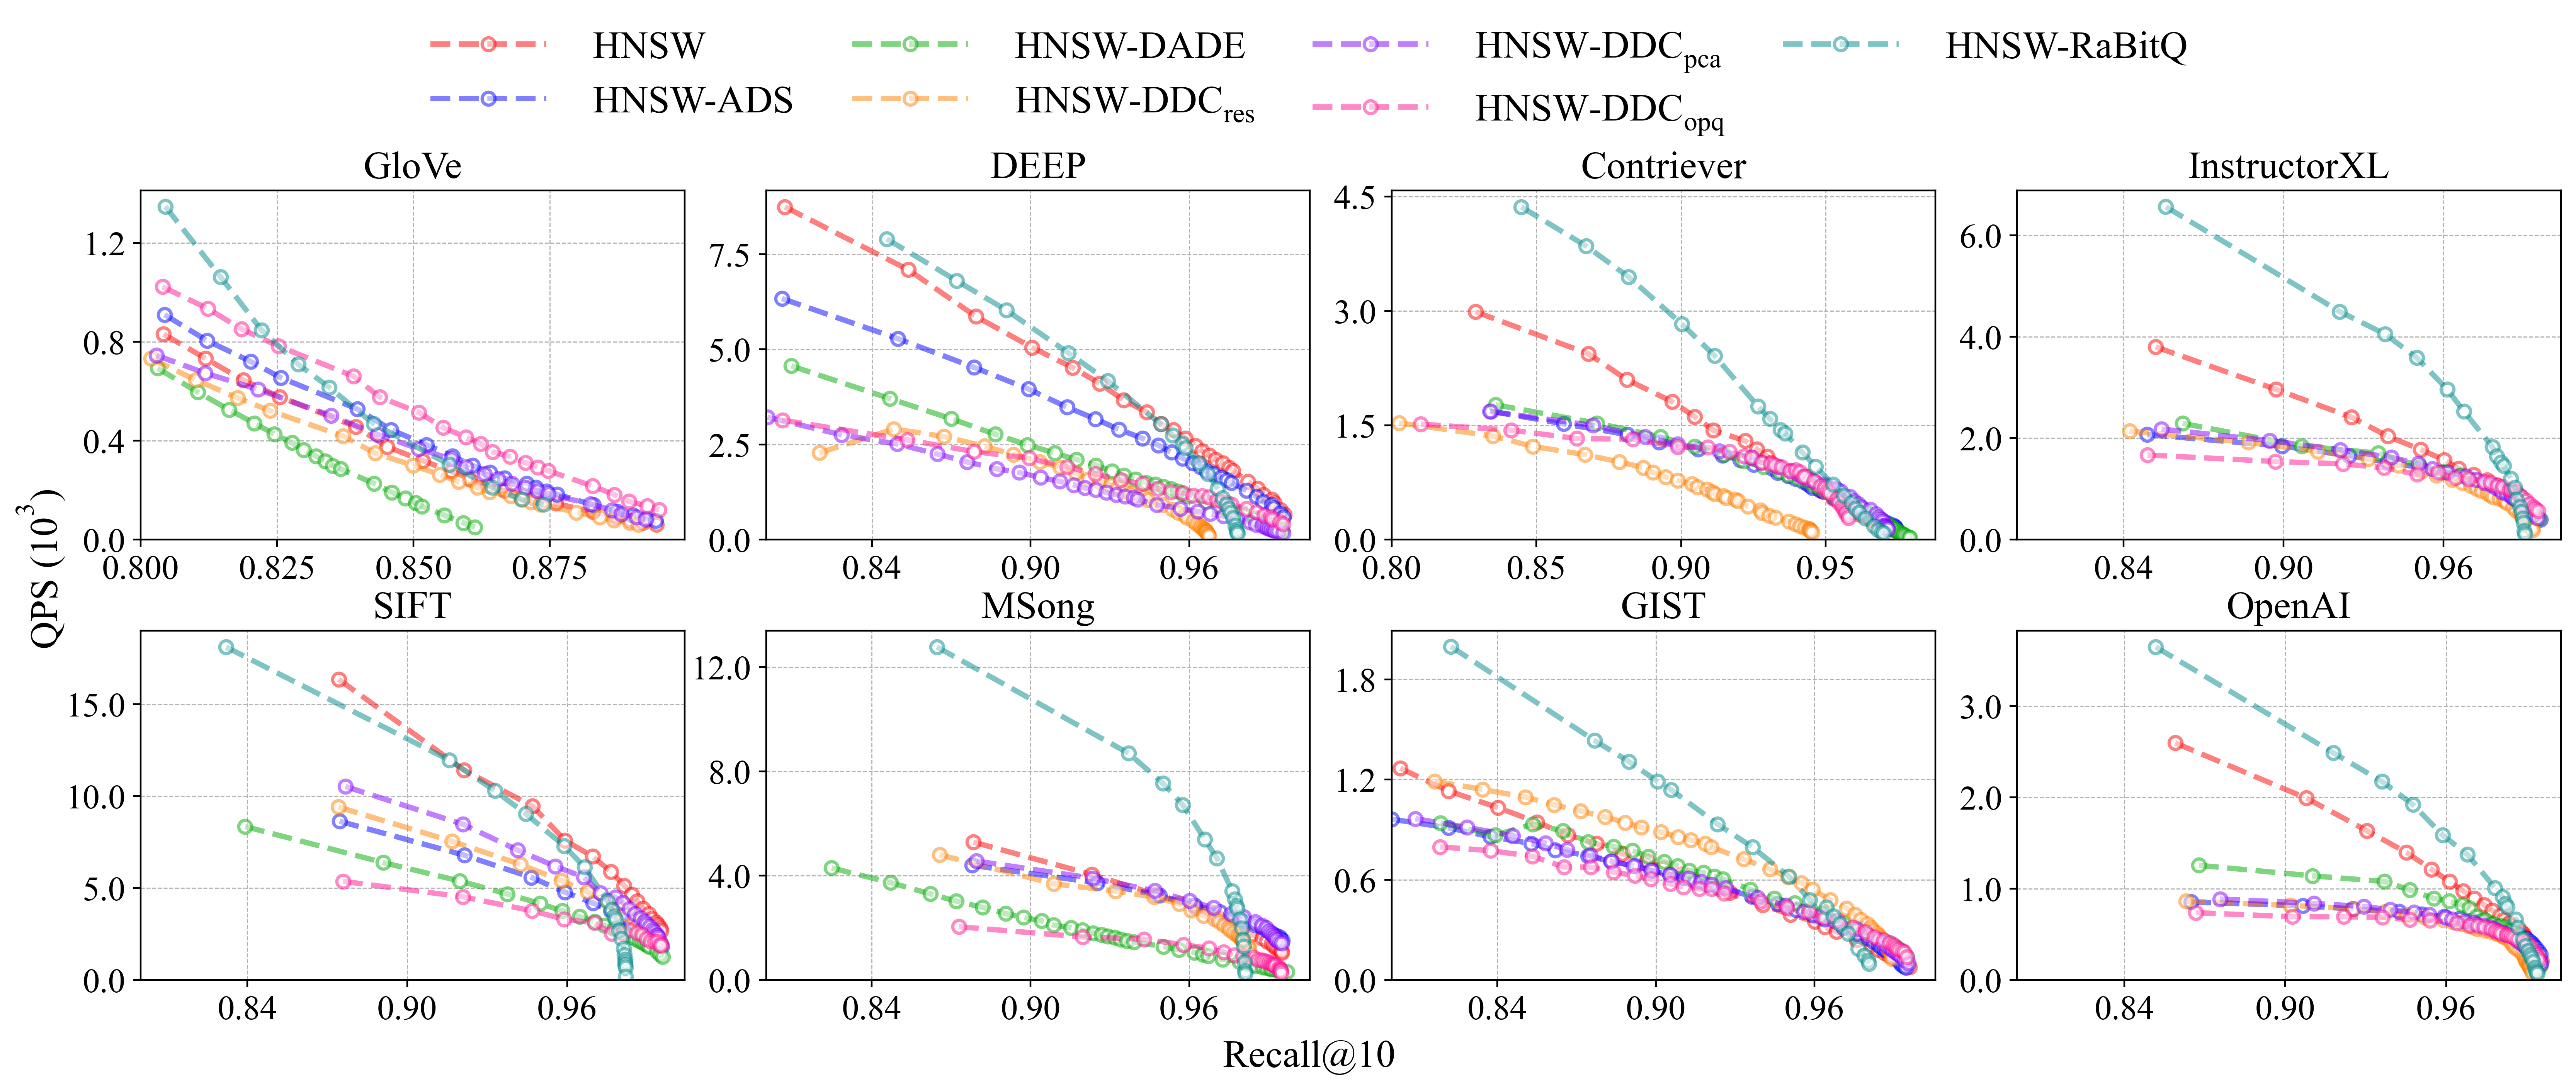 HNSW HNSW-DADE HNSW-DDCpca HNSW-RaBitQ
HNSW-ADS HNSW-DDCres HNSW-DDCopq
GloVe DEEP Contriever InstructorXL
1.2 7.5 4.5 6.0
0.8 5.0 3.0 4.0
0.4 2.5 1.5 2.0
0.0 0.0 0.0 0.0
0.800 0.825 0.850 0.875 0.84 0.90 0.96 0.80 0.85 0.90 0.95 0.84 0.90 0.96
QPS (10³)
SIFT MSong GIST OpenAI
15.0 12.0 1.8 3.0
10.0 8.0 1.2 2.0
5.0 4.0 0.6 1.0
0.0 0.0 0.0 0.0
0.84 0.90 0.96 0.84 0.90 0.96 0.84 0.90 0.96 0.84 0.90 0.96
Recall@10